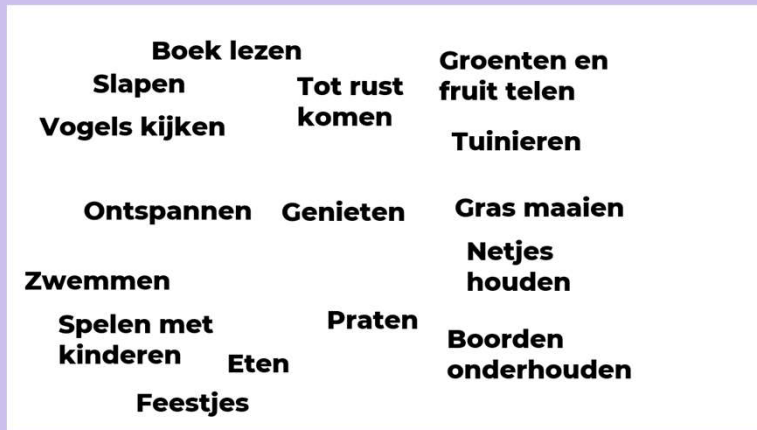 Boek lezen
Slapen
Vogels kijken
Tot rust
komen
Groenten en
fruit telen
Tuinieren
Ontspannen
Genieten
Gras maaien
Netjes
houden
Zwemmen
Spelen met
kinderen
Eten
Praten
Boorden
onderhouden
Feestjes